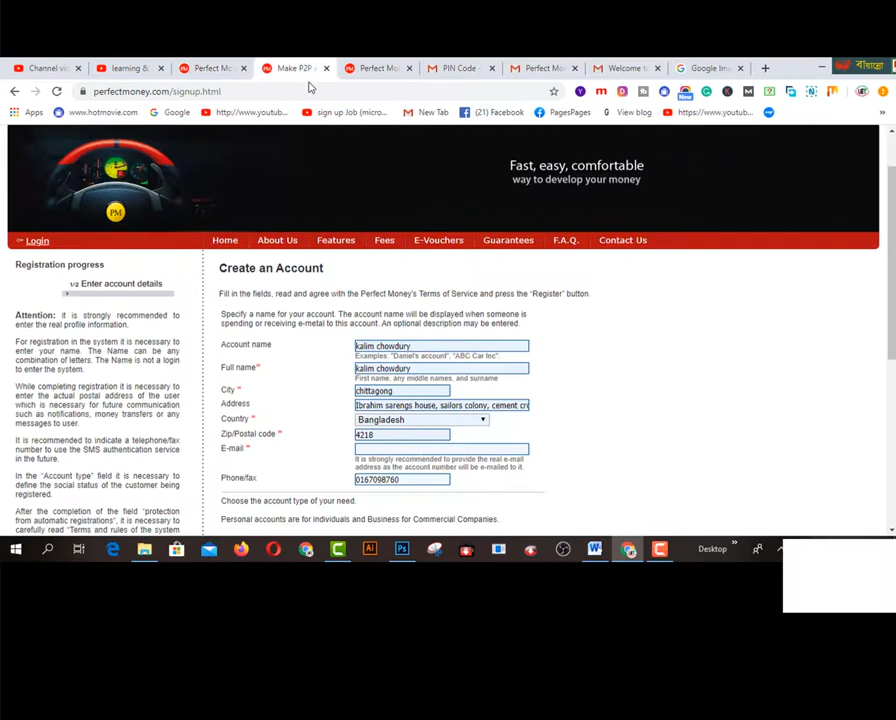 Channel vi
learning &
Perfect Mo
Make P2P
Perfect Mo
PIN Code -
Perfect Mon
Welcome to
Google Ima
perfectmoney.com/signup.html
Apps
www.hotmovie.com
Google
http://www.youtub...
sign up Job (micro...
New Tab
(21) Facebook
PagesPages
View blog
https://www.youtub...
Fast, easy, comfortable
way to develop your money
PM
Login
Home
About Us
Features
Fees
E-Vouchers
Guarantees
F.A.Q.
Contact Us
Registration progress
1/2 Enter account details
Attention: it is strongly recommended to
enter the real profile information.
For registration in the system it is necessary to
enter your name. The Name can be any
combination of letters. The Name is not a login
to enter the system.
While completing registration it is necessary to
enter the actual postal address of the user
which is necessary for future communication
such as notifications, money transfers or any
messages to user.
It is recommended to indicate a telephone/fax
number to use the SMS authentication service
in the future.
In the "Account type" field it is necessary to
define the social status of the customer being
registered.
After the completion of the field "protection
from automatic registrations", it is necessary to
carefully read "Terms and rules of the system
Create an Account
Fill in the fields, read and agree with the Perfect Money's Terms of Service and press the "Register" button.
Specify a name for your account. The account name will be displayed when someone is
spending or receiving e-metal to this account. An optional description may be entered.
Account name
kalim chowdury
Examples: "Daniel's account", "ABC Car Inc".
Full name*
kalim chowdury
First name, any middle names, and surname
City *
chittagong
Address
Ibrahim sarengs house, sailors colony, cement cro
Country *
Bangladesh
Zip/Postal code *
4218
E-mail *
It is strongly recommended to provide the real e-mail
address as the account number will be e-mailed to it.
Phone/fax
0167098760
Choose the account type of your need.
Personal accounts are for individuals and Business for Commercial Companies.
Desktop